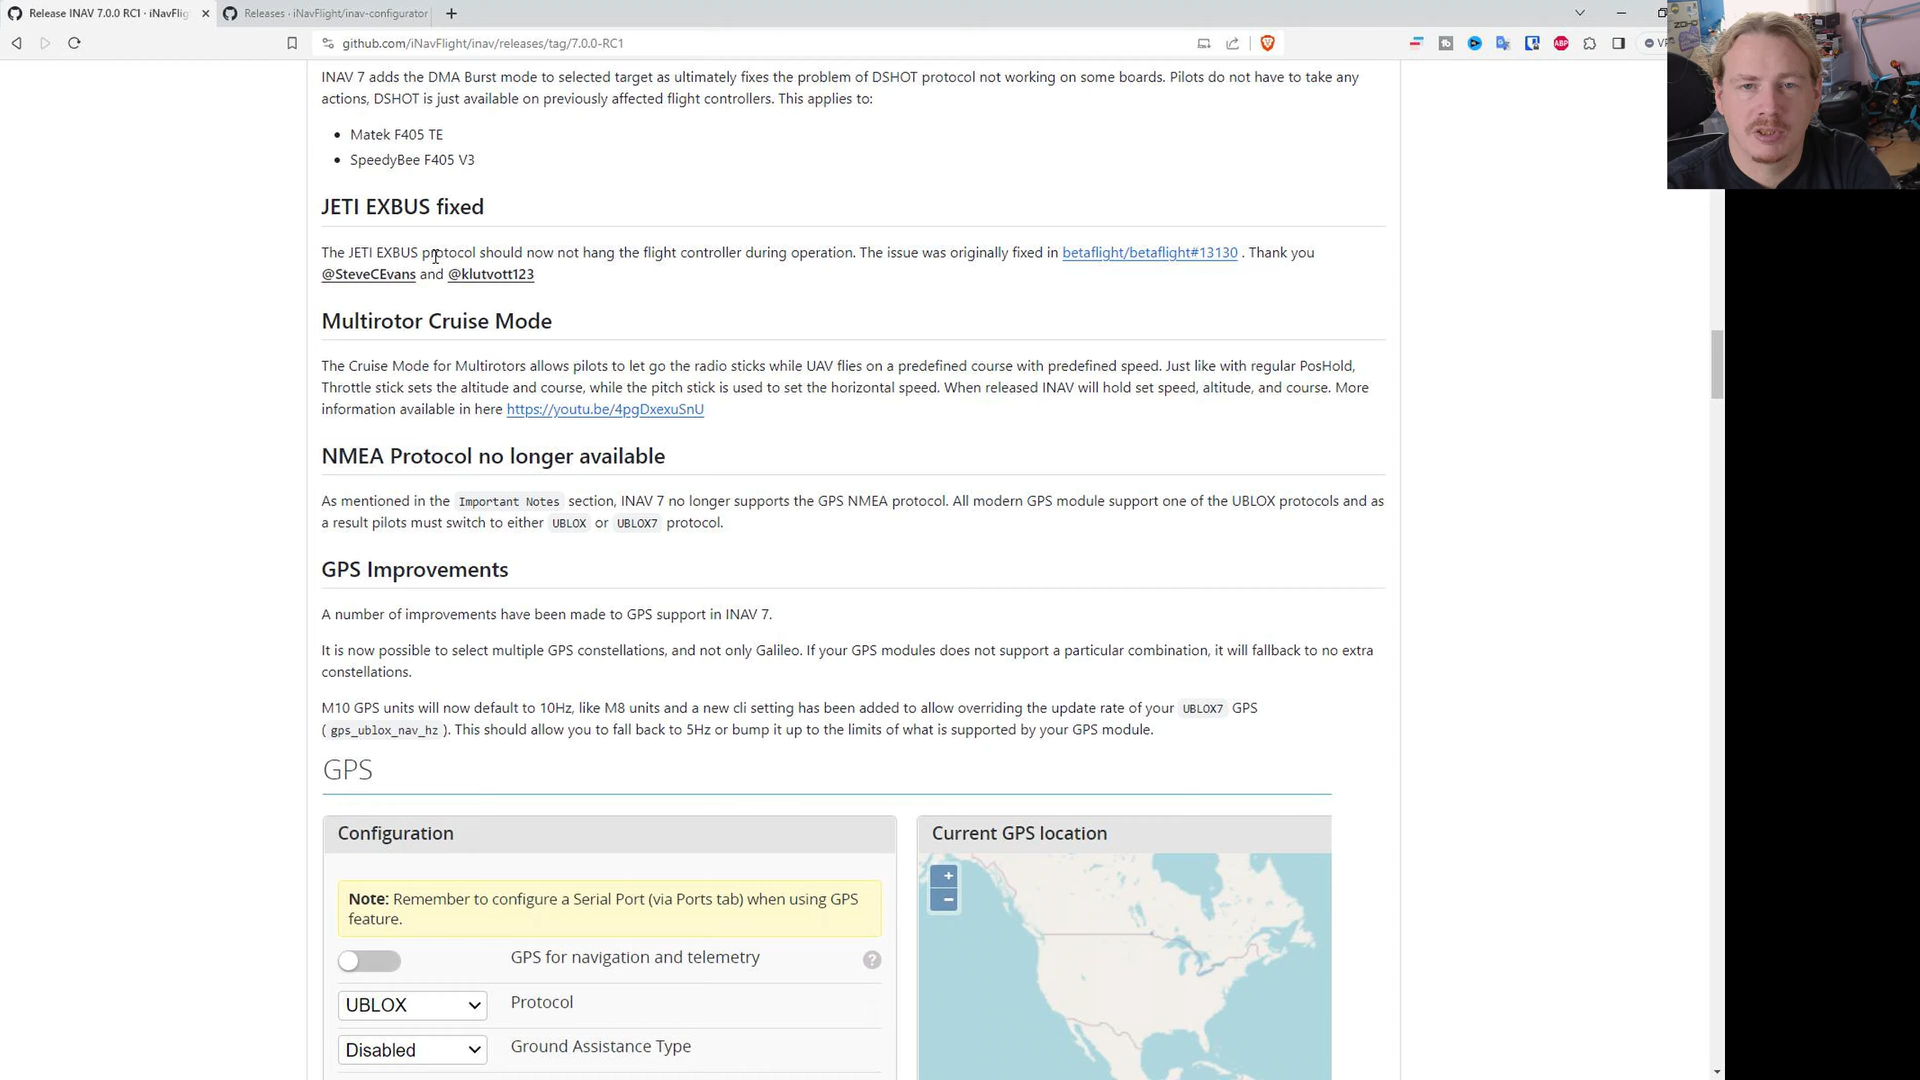 Release INAV 7.0.0 RC1 · iNavFlig
Releases · iNavFlight/inav-configurator
github.com/iNavFlight/inav/releases/tag/7.0.0-RC1
INAV 7 adds the DMA Burst mode to selected target as ultimately fixes the problem of DSHOT protocol not working on some boards. Pilots do not have to take any
actions, DSHOT is just available on previously affected flight controllers. This applies to:
• Matek F405 TE
• SpeedyBee F405 V3
JETI EXBUS fixed
The JETI EXBUS protocol should now not hang the flight controller during operation. The issue was originally fixed in betaflight/betaflight#13130 . Thank you
@SteveCEvans and @klutvott123
Multirotor Cruise Mode
The Cruise Mode for Multirotors allows pilots to let go the radio sticks while UAV flies on a predefined course with predefined speed. Just like with regular PosHold,
Throttle stick sets the altitude and course, while the pitch stick is used to set the horizontal speed. When released INAV will hold set speed, altitude, and course. More
information available in here https://youtu.be/4pgDxexuSnU
NMEA Protocol no longer available
As mentioned in the Important Notes section, INAV 7 no longer supports the GPS NMEA protocol. All modern GPS module support one of the UBLOX protocols and as
a result pilots must switch to either UBLOX or UBLOX7 protocol.
GPS Improvements
A number of improvements have been made to GPS support in INAV 7.
It is now possible to select multiple GPS constellations, and not only Galileo. If your GPS modules does not support a particular combination, it will fallback to no extra
constellations.
M10 GPS units will now default to 10Hz, like M8 units and a new cli setting has been added to allow overriding the update rate of your UBLOX7 GPS
( gps_ublox_nav_hz ). This should allow you to fall back to 5Hz or bump it up to the limits of what is supported by your GPS module.
GPS
Configuration
Current GPS location
Note: Remember to configure a Serial Port (via Ports tab) when using GPS
feature.
+
−
GPS for navigation and telemetry
?
UBLOX
Protocol
Disabled
Ground Assistance Type
ABP